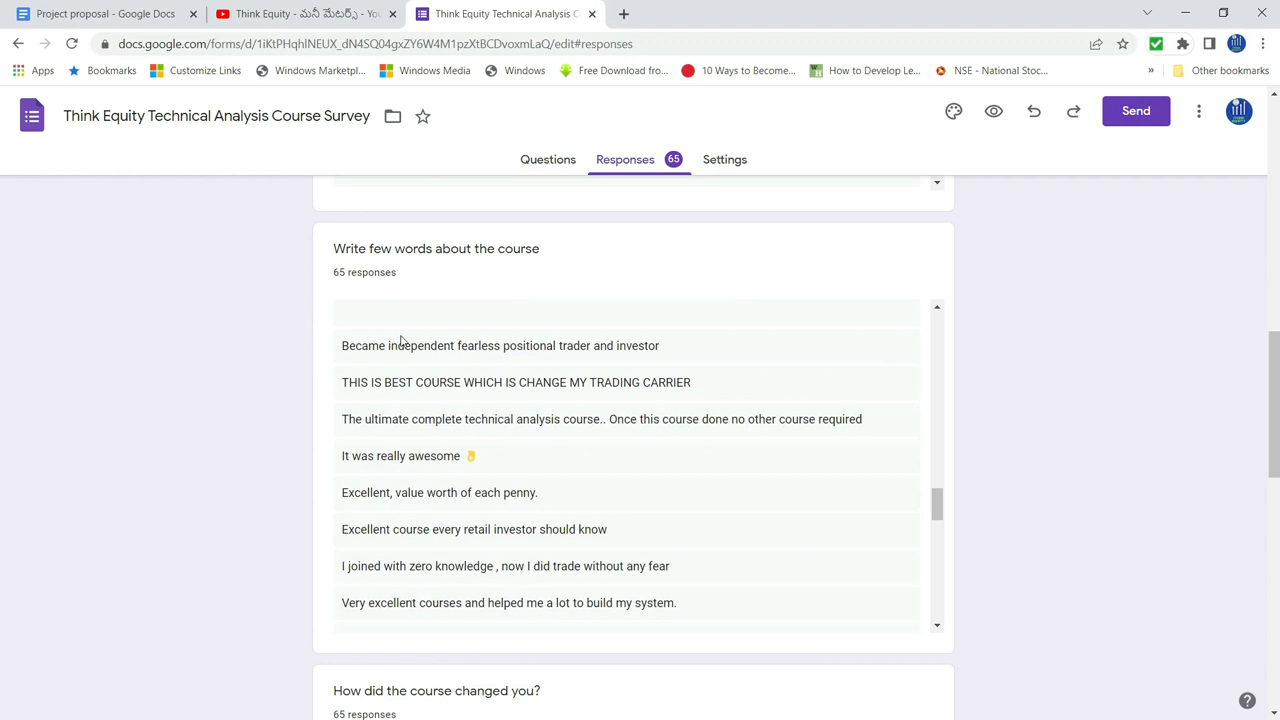 Project proposal - Google Docs
Think Equity - మనీ మేటర్స్ - You
Think Equity Technical Analysis C
docs.google.com/forms/d/1iKtPHqhINEUX_dN4SQ04gxZY6W4M1pzXtlCDvoxmLaQ/edit#responses
Apps
Bookmarks
Customize Links
Windows Marketpl...
Windows Media
Windows
Free Download fro...
10 Ways to Become...
How to Develop Le...
NSE - National Stoc...
»
Other bookmarks
Think Equity Technical Analysis Course Survey
Send
Questions
Responses 65
Settings
Write few words about the course
65 responses
Became independent fearless positional trader and investor
THIS IS BEST COURSE WHICH IS CHANGE MY TRADING CARRIER
The ultimate complete technical analysis course.. Once this course done no other course required
It was really awesome 👌
Excellent, value worth of each penny.
Excellent course every retail investor should know
I joined with zero knowledge , now I did trade without any fear
Very excellent courses and helped me a lot to build my system.
How did the course changed you?
65 responses